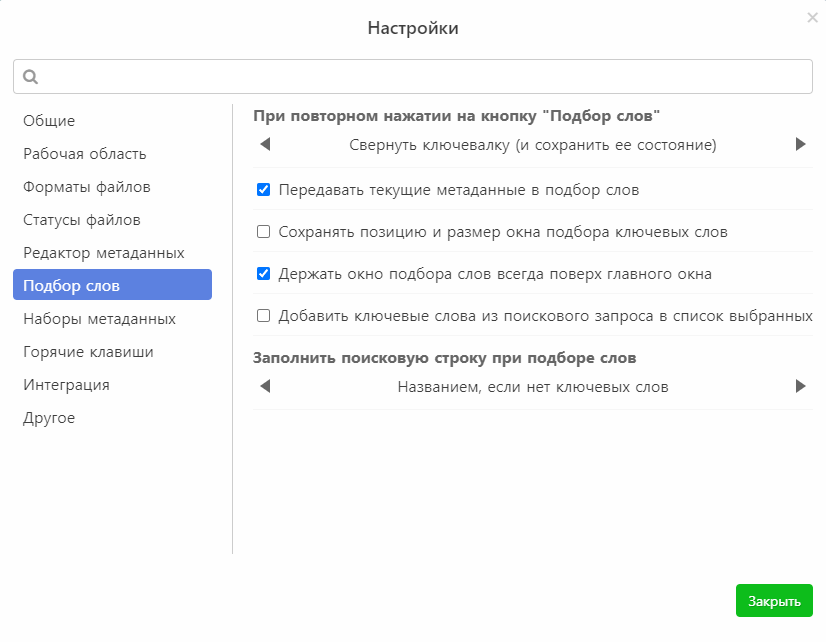 Настройки
Общие
Рабочая область
Форматы файлов
Статусы файлов
Редактор метаданных
Подбор слов
Наборы метаданных
Горячие клавиши
Интеграция
Другое
При повторном нажатии на кнопку "Подбор слов"
Свернуть ключевалку (и сохранить ее состояние)
Передавать текущие метаданные в подбор слов
Сохранять позицию и размер окна подбора ключевых слов
Держать окно подбора слов всегда поверх главного окна
Добавить ключевые слова из поискового запроса в список выбранных
Заполнить поисковую строку при подборе слов
Названием, если нет ключевых слов
Закрыть